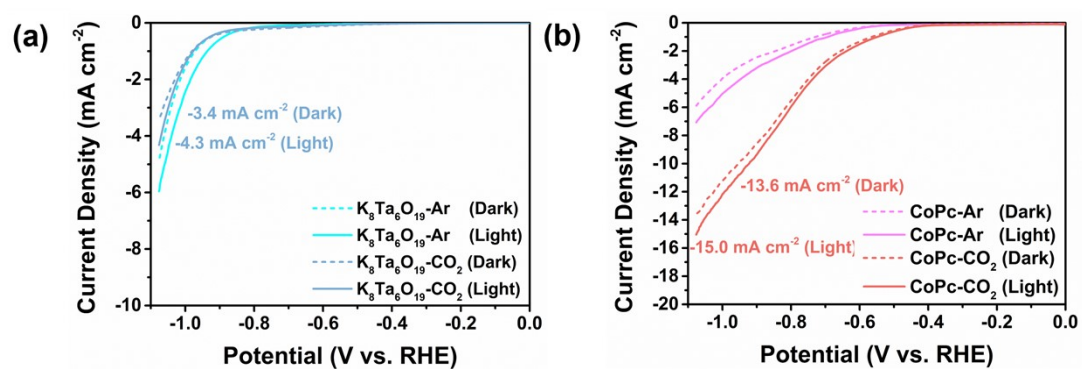 (a)
Current Density (mA cm⁻²)
0
-2
-4
-6
-8
-10
-3.4 mA cm⁻² (Dark)
-4.3 mA cm⁻² (Light)
K₈Ta₆O₁₉-Ar (Dark)
K₈Ta₆O₁₉-Ar (Light)
K₈Ta₆O₁₉-CO₂ (Dark)
K₈Ta₆O₁₉-CO₂ (Light)
-1.0 -0.8 -0.6 -0.4 -0.2 0.0
Potential (V vs. RHE)
(b)
Current Density (mA cm⁻²)
0
-2
-4
-6
-8
-10
-12
-14
-16
-18
-20
-13.6 mA cm⁻² (Dark)
-15.0 mA cm⁻² (Light)
CoPc-Ar (Dark)
CoPc-Ar (Light)
CoPc-CO₂ (Dark)
CoPc-CO₂ (Light)
-1.0 -0.8 -0.6 -0.4 -0.2 0.0
Potential (V vs. RHE)